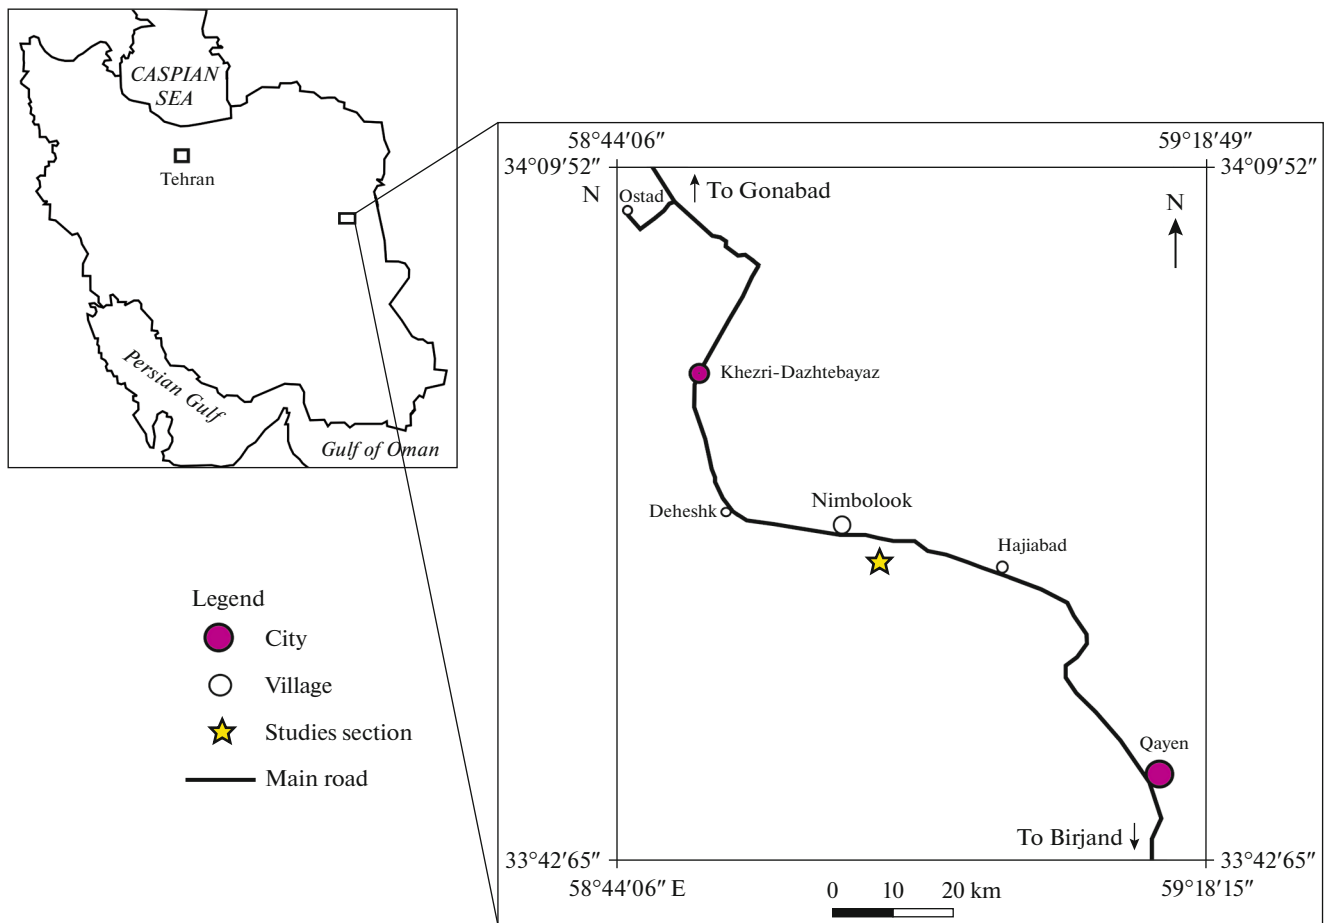 CASPIAN
SEA
Tehran
Persian Gulf
Gulf of Oman
58°44′06″ 59°18′49″
34°09′52″ 34°09′52″
N
Ostad
To Gonabad
N
Khezri-Dazhtebayaz
Deheshk
Nimbolook
Hajiabad
Qayen
To Birjand
33°42′65″ 33°42′65″
58°44′06″ E 59°18′15″
0 10 20 km
Legend
City
Village
Studies section
Main road